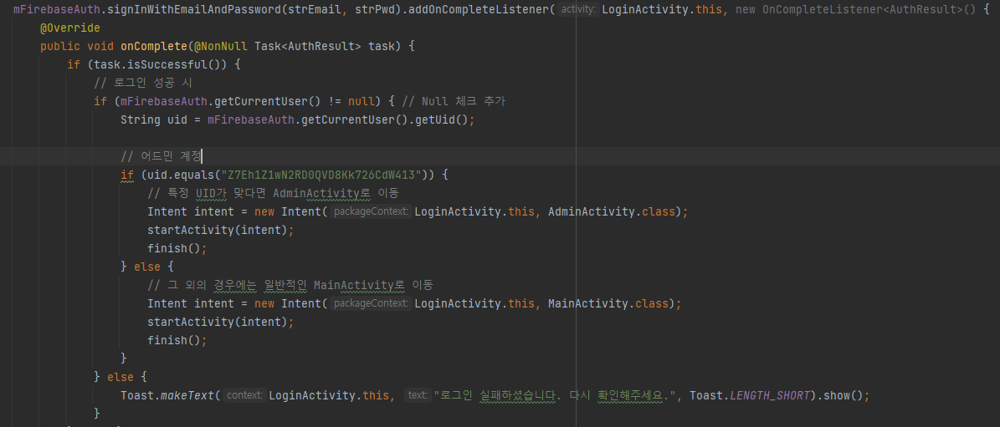 mFirebaseAuth.signInWithEmailAndPassword(strEmail, strPwd).addOnCompleteListener( activity: LoginActivity.this, new OnCompleteListener<AuthResult>() {
@Override
public void onComplete(@NonNull Task<AuthResult> task) {
if (task.isSuccessful()) {
// 로그인 성공 시
if (mFirebaseAuth.getCurrentUser() != null) { // Null 체크 추가
String uid = mFirebaseAuth.getCurrentUser().getUid();
// 어드민 계정
if (uid.equals("Z7Eh1Z1wN2RD0QVD8Kk726CdW413")) {
// 특정 UID가 맞다면 AdminActivity로 이동
Intent intent = new Intent( packageContext: LoginActivity.this, AdminActivity.class);
startActivity(intent);
finish();
} else {
// 그 외의 경우에는 일반적인 MainActivity로 이동
Intent intent = new Intent( packageContext: LoginActivity.this, MainActivity.class);
startActivity(intent);
finish();
}
} else {
Toast.makeText( context: LoginActivity.this, text: "로그인 실패하셨습니다. 다시 확인해주세요.", Toast.LENGTH_SHORT).show();
}